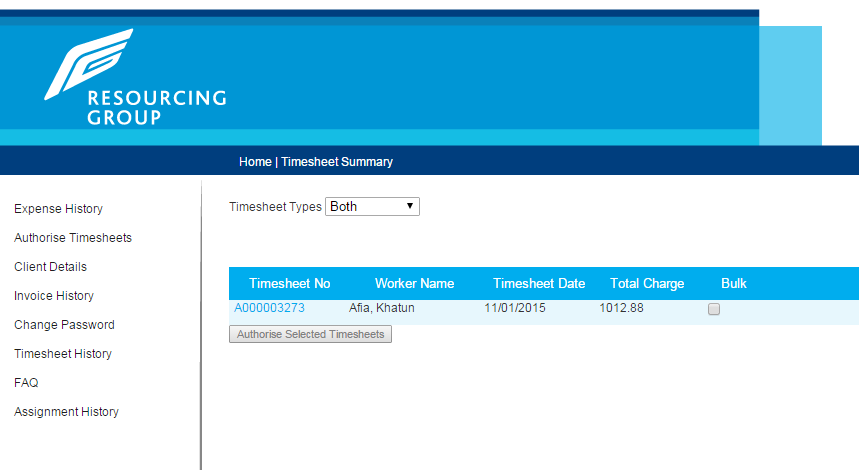 RESOURCING
GROUP
Home | Timesheet Summary
Expense History
Authorise Timesheets
Client Details
Invoice History
Change Password
Timesheet History
FAQ
Assignment History
Timesheet Types Both
Timesheet No Worker Name Timesheet Date Total Charge Bulk
A000003273 Afia, Khatun 11/01/2015 1012.88
Authorise Selected Timesheets